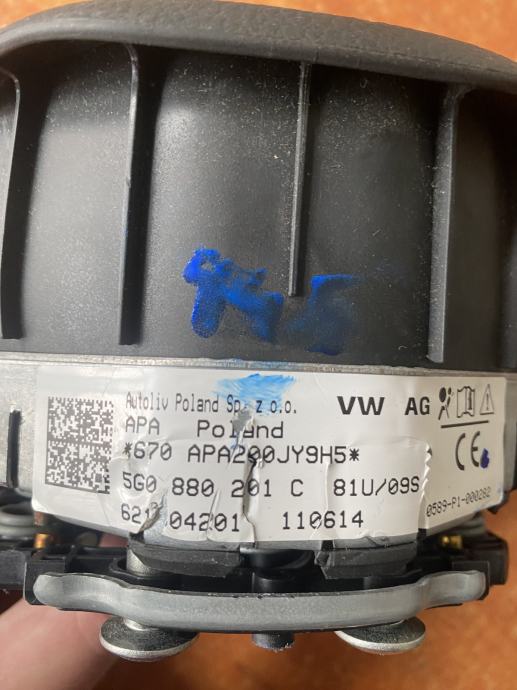 Autoliv Poland Sp. z o.o.
VW AG
APA Poland
*670 APA200JY9H5*
CE
5G0 880 201 C 81U/09S
0589-P1-000282
04201 110614